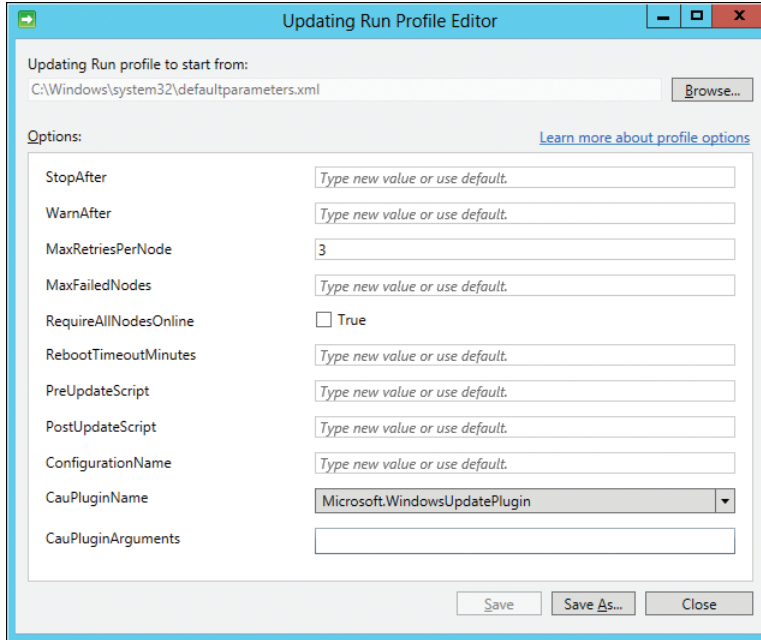 Updating Run Profile Editor
Updating Run profile to start from:
C:\Windows\system32\defaultparameters.xml
Browse...
Options:
Learn more about profile options
StopAfter
Type new value or use default.
WarnAfter
Type new value or use default.
MaxRetriesPerNode
3
MaxFailedNodes
Type new value or use default.
RequireAllNodesOnline
True
RebootTimeoutMinutes
Type new value or use default.
PreUpdateScript
Type new value or use default.
PostUpdateScript
Type new value or use default.
ConfigurationName
Type new value or use default.
CauPluginName
Microsoft.WindowsUpdatePlugin
CauPluginArguments
Save
Save As...
Close